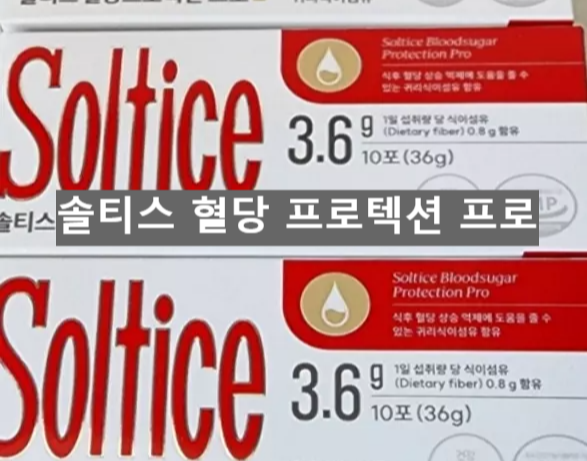 Soltice
Soltice Bloodsugar
Protection Pro
식후 혈당 상승 억제에 도움을 줄 수
있는 귀리식이섬유 함유
3.6g
1일 섭취량 당 식이섬유
(Dietary fiber) 0.8 g 함유
10포 (36g)
솔티스
솔티스 혈당 프로텍션 프로
Soltice
Soltice Bloodsugar
Protection Pro
식후 혈당 상승 억제에 도움을 줄 수
있는 귀리식이섬유 함유
3.6g
1일 섭취량 당 식이섬유
(Dietary fiber) 0.8 g 함유
10포 (36g)
건강